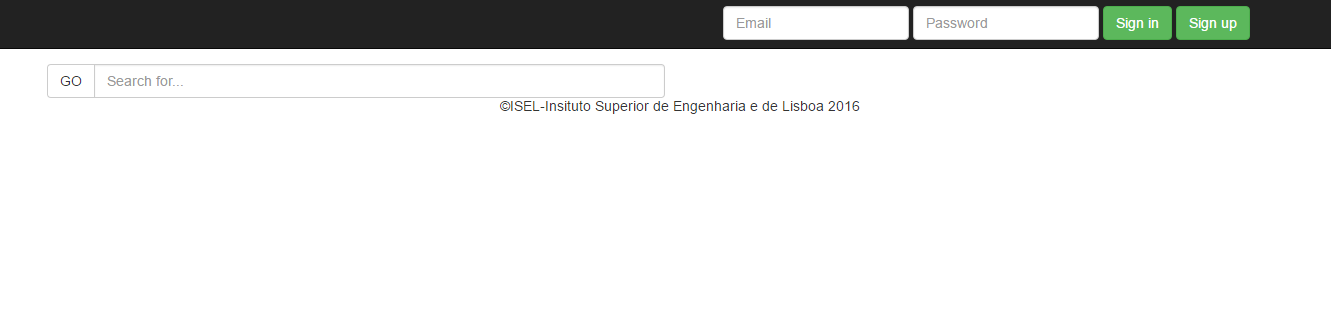 Email Password Sign in Sign up
GO Search for...
©ISEL-Insituto Superior de Engenharia e de Lisboa 2016